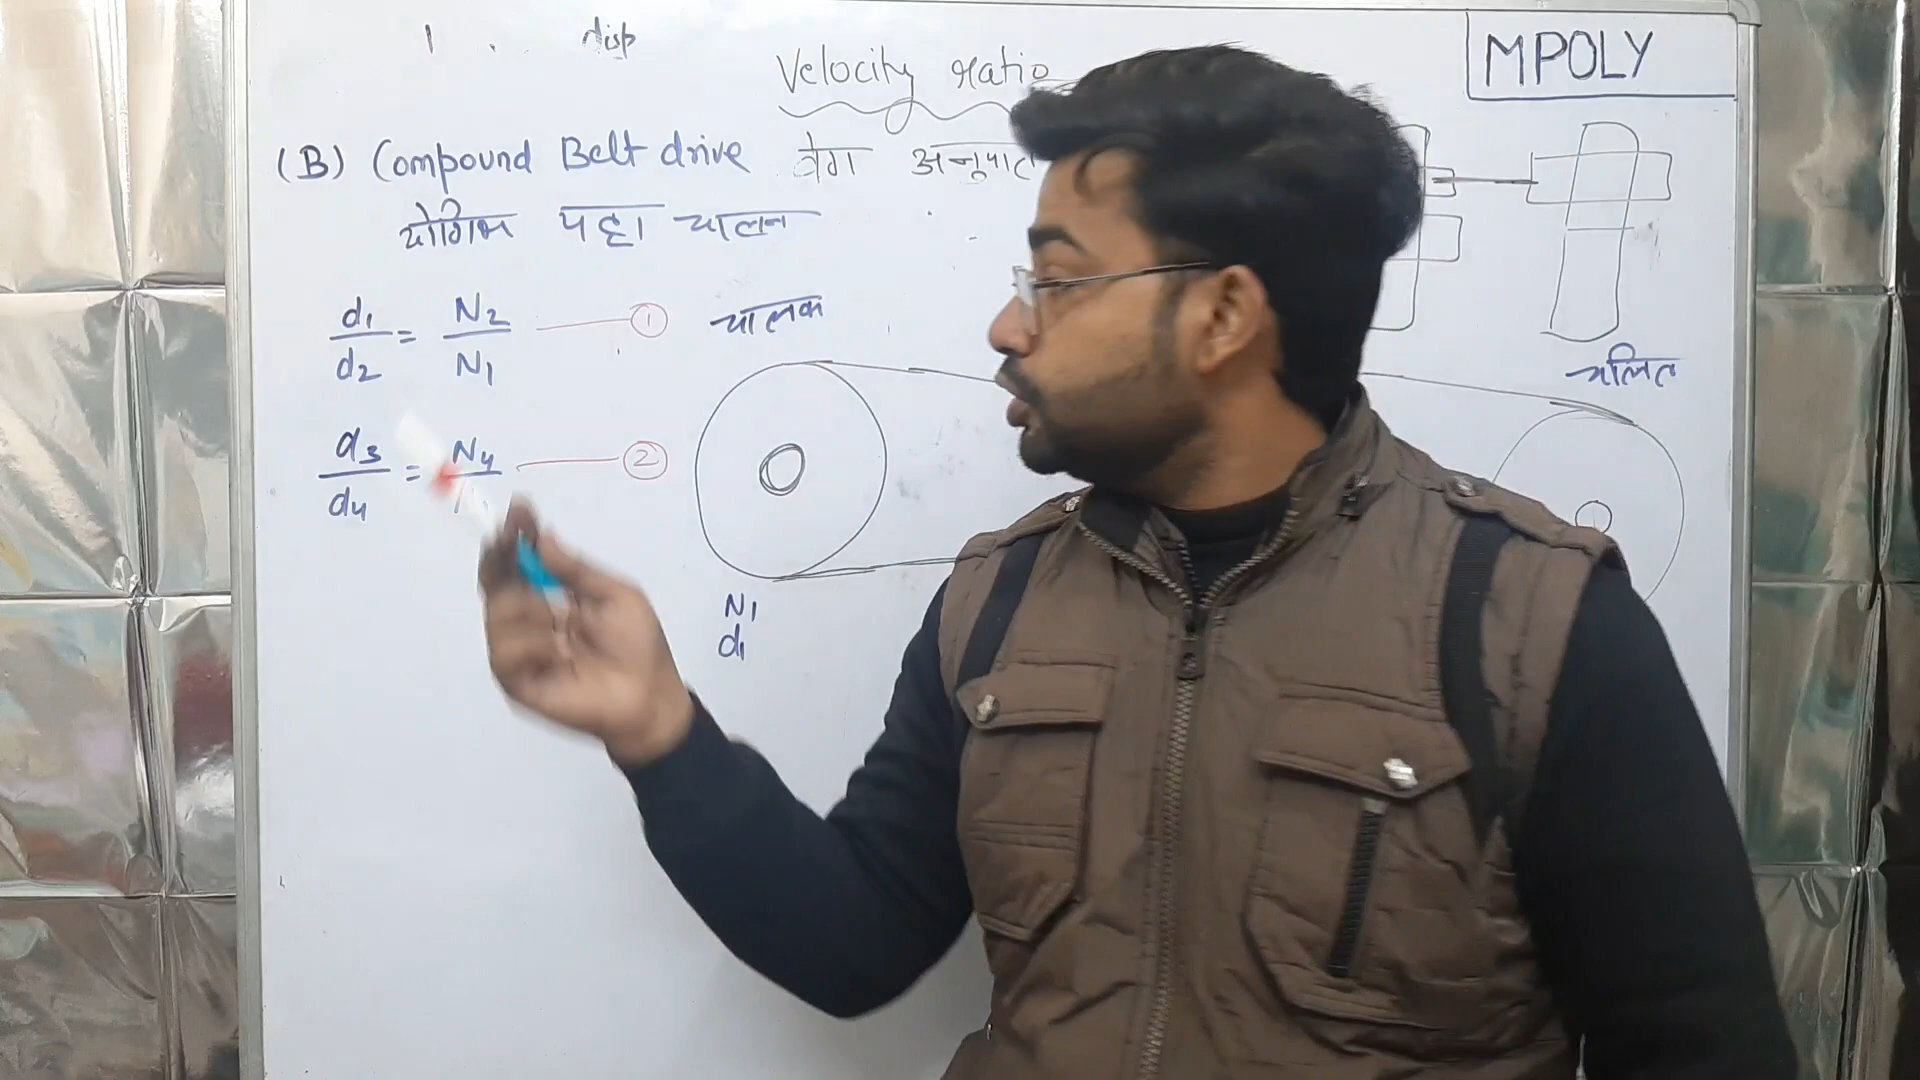 disp
Velocity ratio
MPOLY
(B) Compound Belt drive वेग अनुपात
योगिक पट्टा चालन
d1/d2 = N2/N1 — ①
चालक
चलित
d3/d4 = N4/ — ②
N1
d1